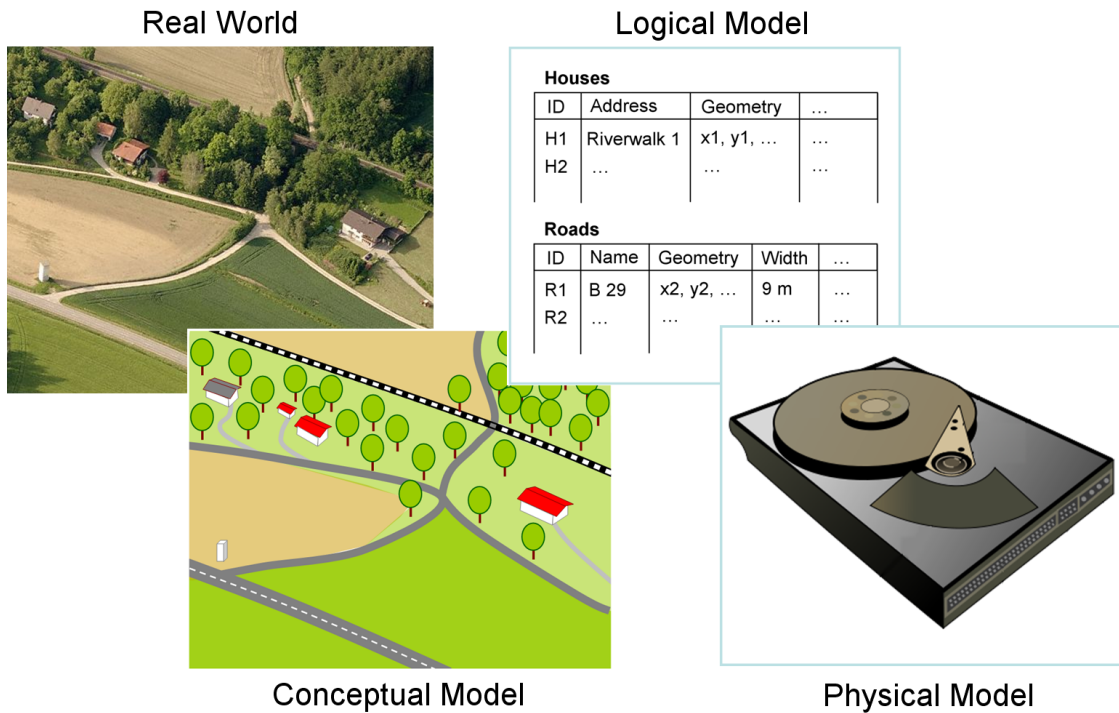 Real World
Logical Model
Houses
ID Address Geometry …
H1 Riverwalk 1 x1, y1, … …
H2 … … …
Roads
ID Name Geometry Width …
R1 B 29 x2, y2, … 9 m …
R2 … … … …
Conceptual Model
Physical Model